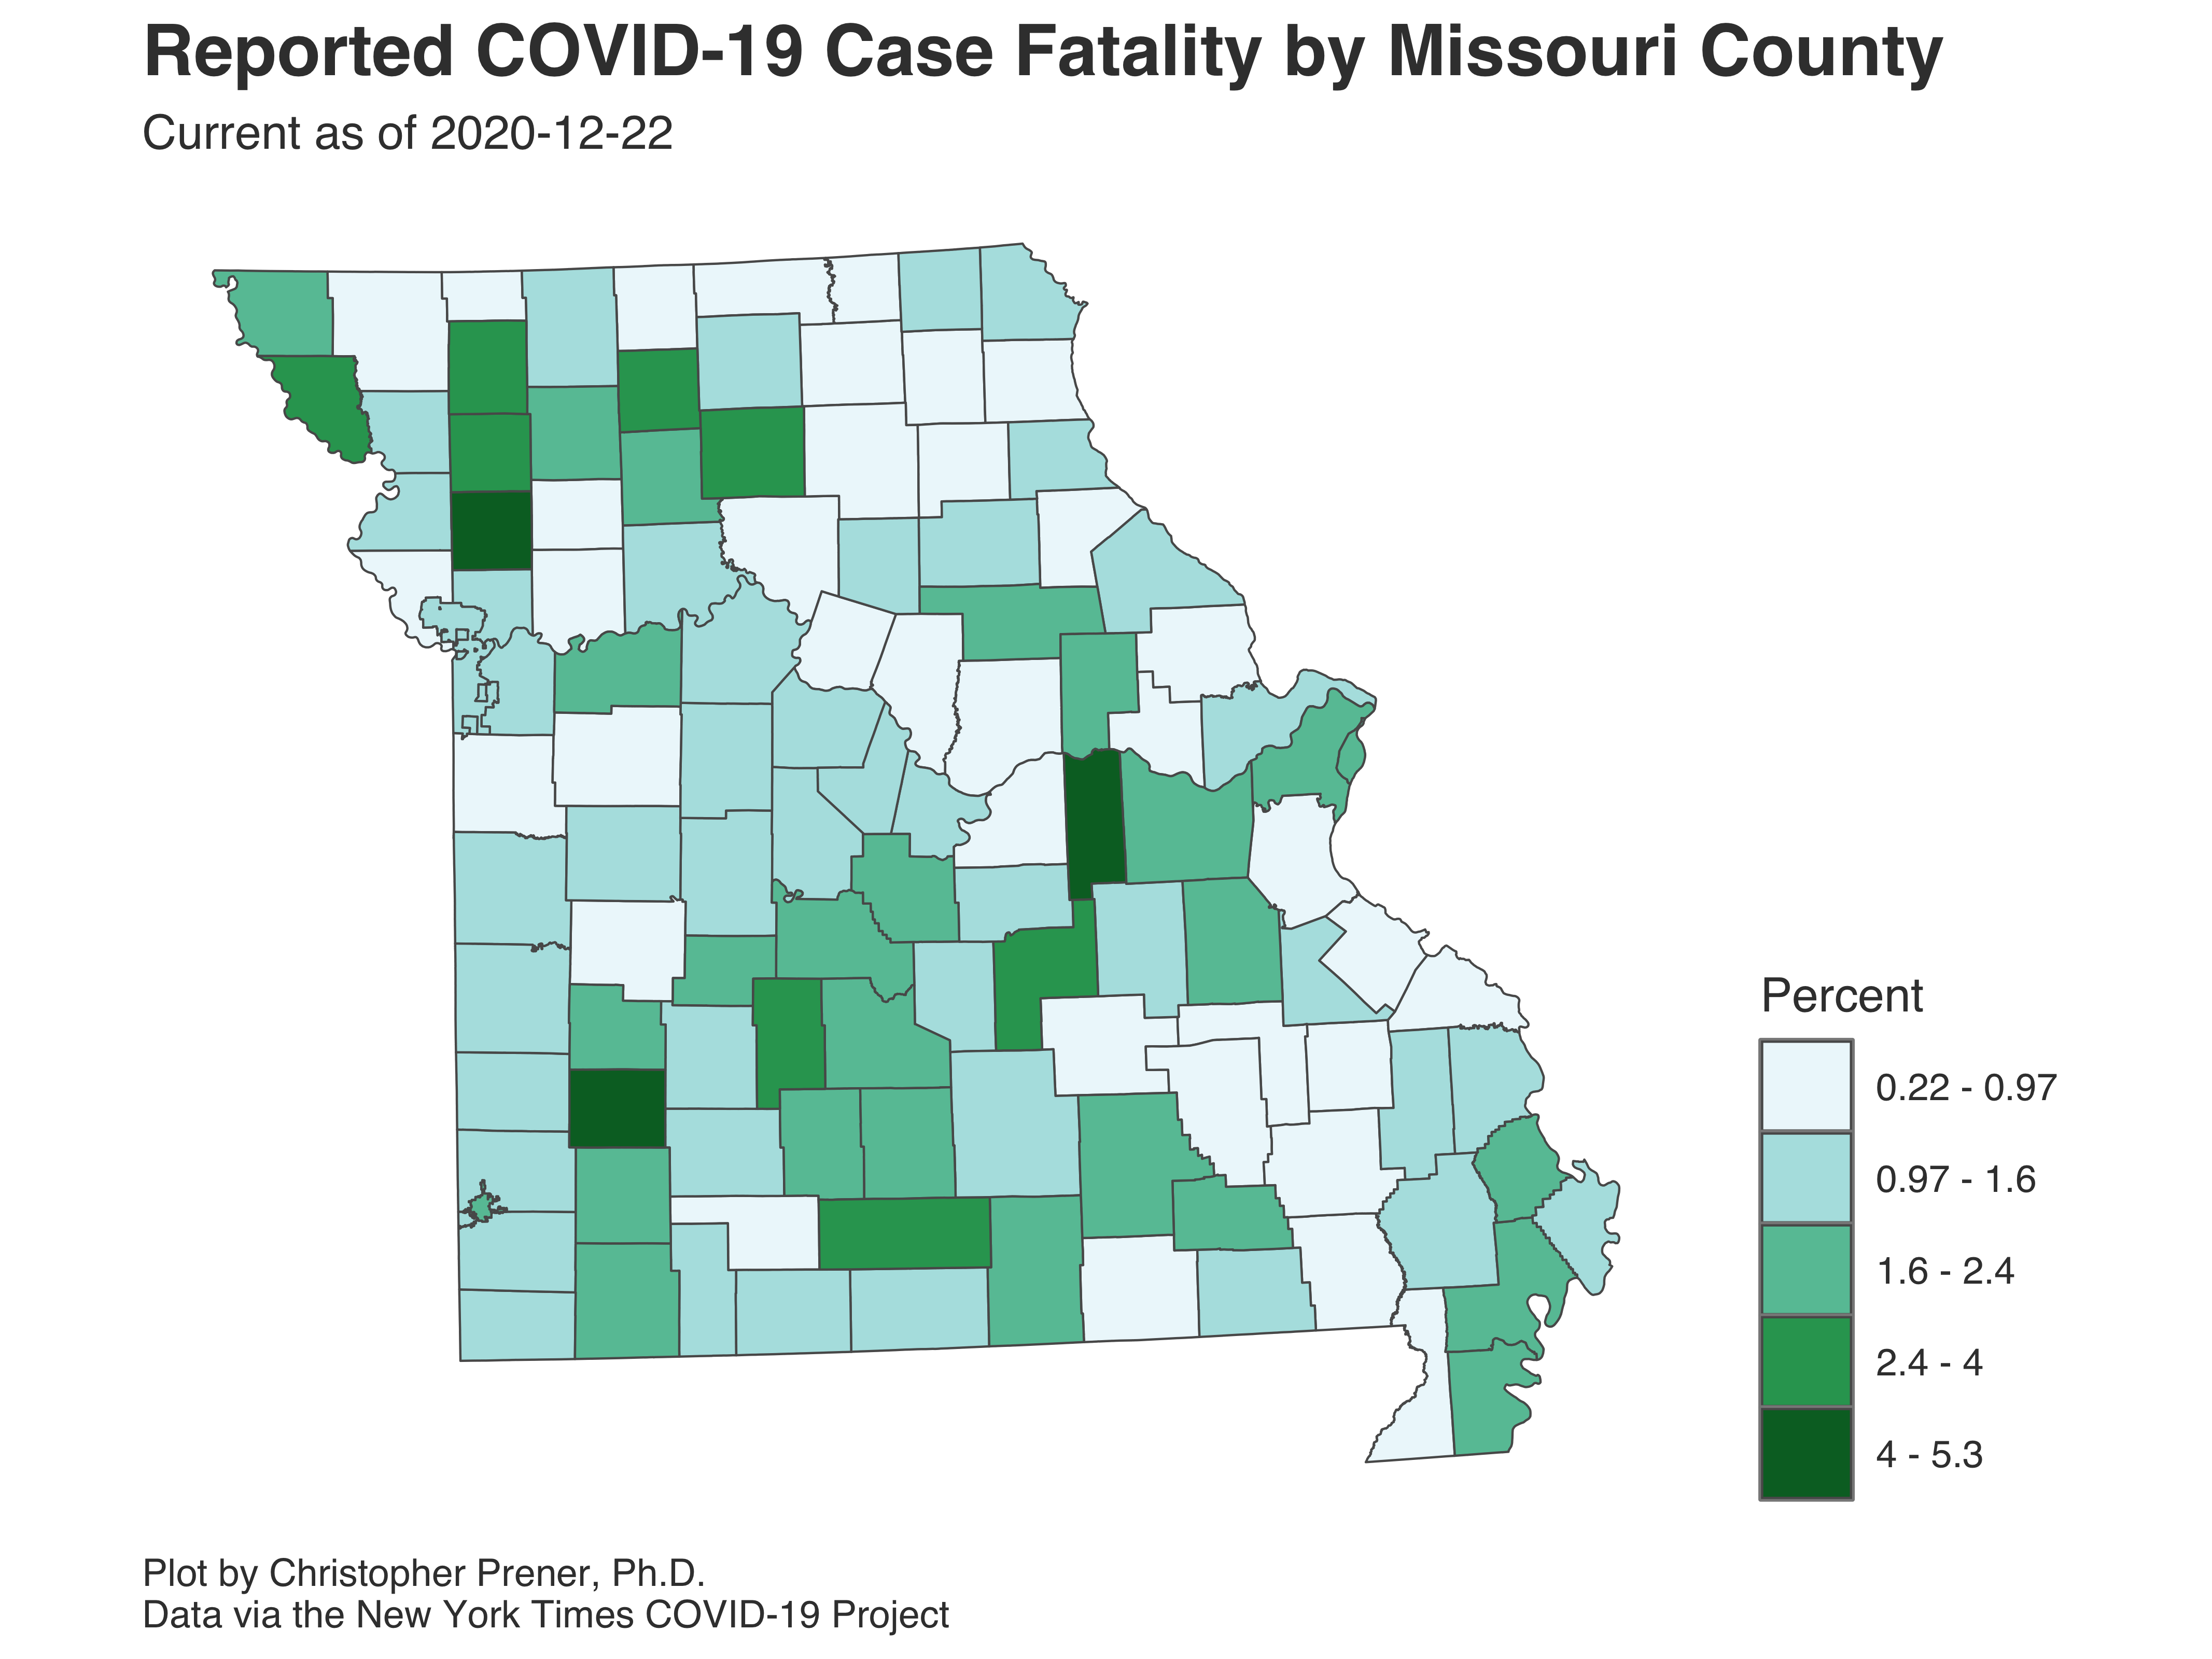 Reported COVID-19 Case Fatality by Missouri County
Current as of 2020-12-22
Percent
0.22 - 0.97
0.97 - 1.6
1.6 - 2.4
2.4 - 4
4 - 5.3
Plot by Christopher Prener, Ph.D.
Data via the New York Times COVID-19 Project